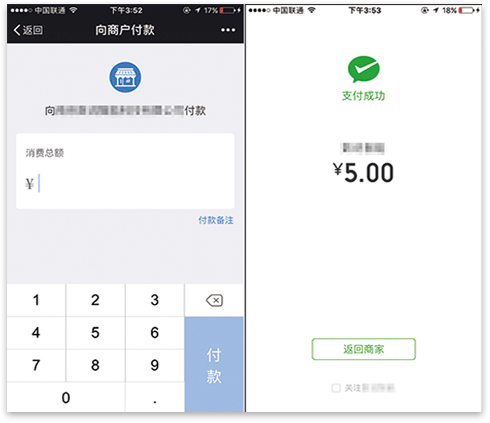 中国联通 下午3:52 17%
返回 向商户付款
向 付款
消费总额
¥
付款备注
1 2 3
4 5 6
7 8 9
0 .
付款
中国联通 下午3:53 18%
支付成功
¥5.00
返回商家
关注